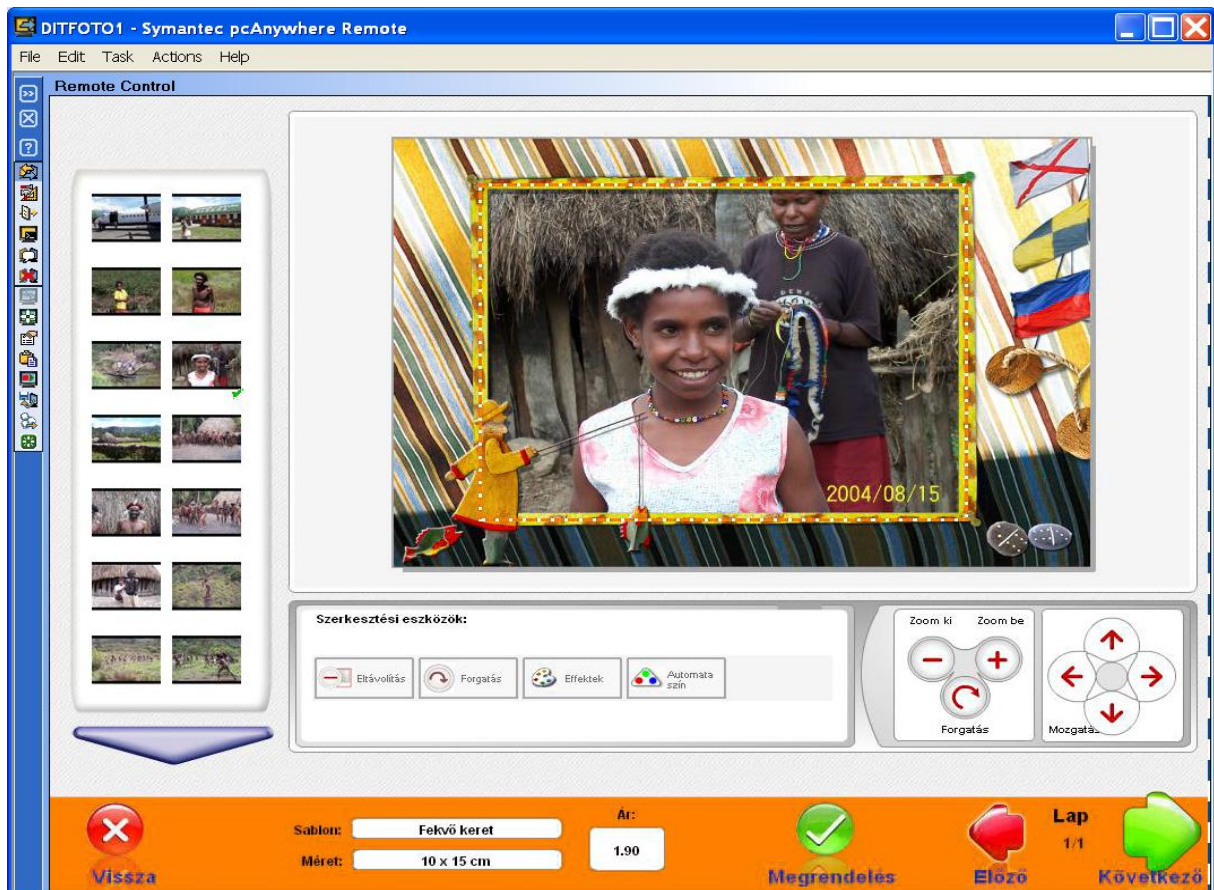 DITFOTO1 - Symantec pcAnywhere Remote
File Edit Task Actions Help
Remote Control
2004/08/15
Szerkesztési eszközök:
Eltávolítás
Forgatás
Effektek
Automata
szín
Zoom ki Zoom be
Forgatás
Mozgatás
Vissza
Sablon: Fekvő keret
Méret: 10 x 15 cm
Ár:
1.90
Megrendelés
Előző
Lap
1/1
Következő